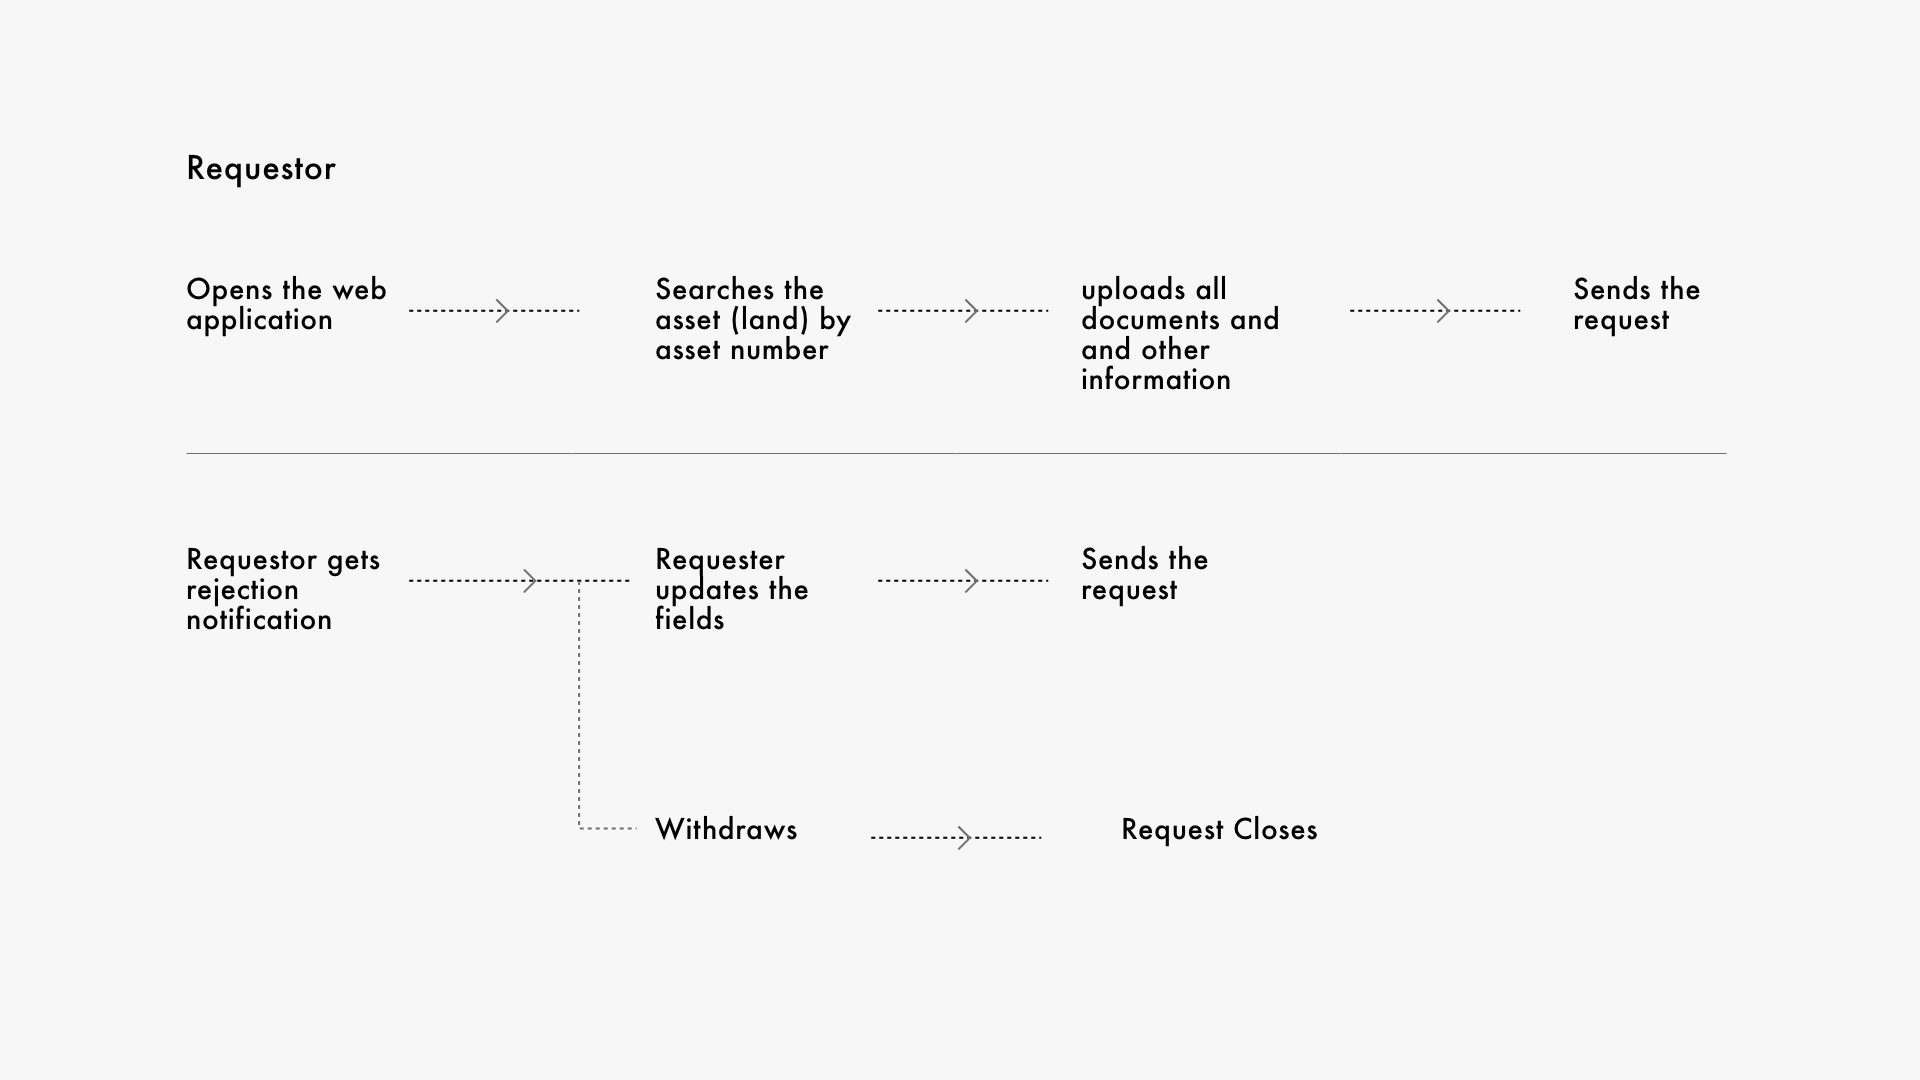 Requestor
Opens the web
application
Searches the
asset (land) by
asset number
uploads all
documents and
and other
information
Sends the
request
Requestor gets
rejection
notification
Requester
updates the
fields
Sends the
request
Withdraws
Request Closes